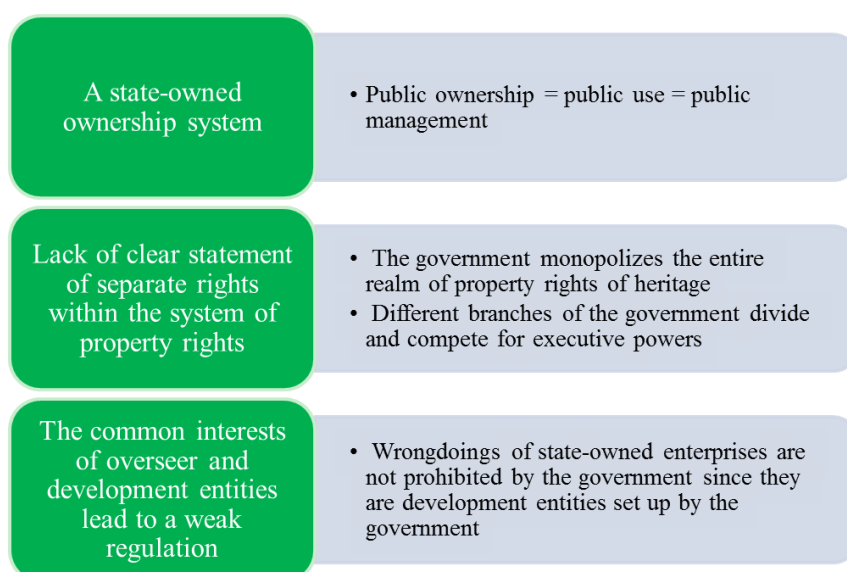 A state-owned
ownership system
• Public ownership = public use = public
management
Lack of clear statement
of separate rights
within the system of
property rights
• The government monopolizes the entire
realm of property rights of heritage
• Different branches of the government divide
and compete for executive powers
The common interests
of overseer and
development entities
lead to a weak
regulation
• Wrongdoings of state-owned enterprises are
not prohibited by the government since they
are development entities set up by the
government